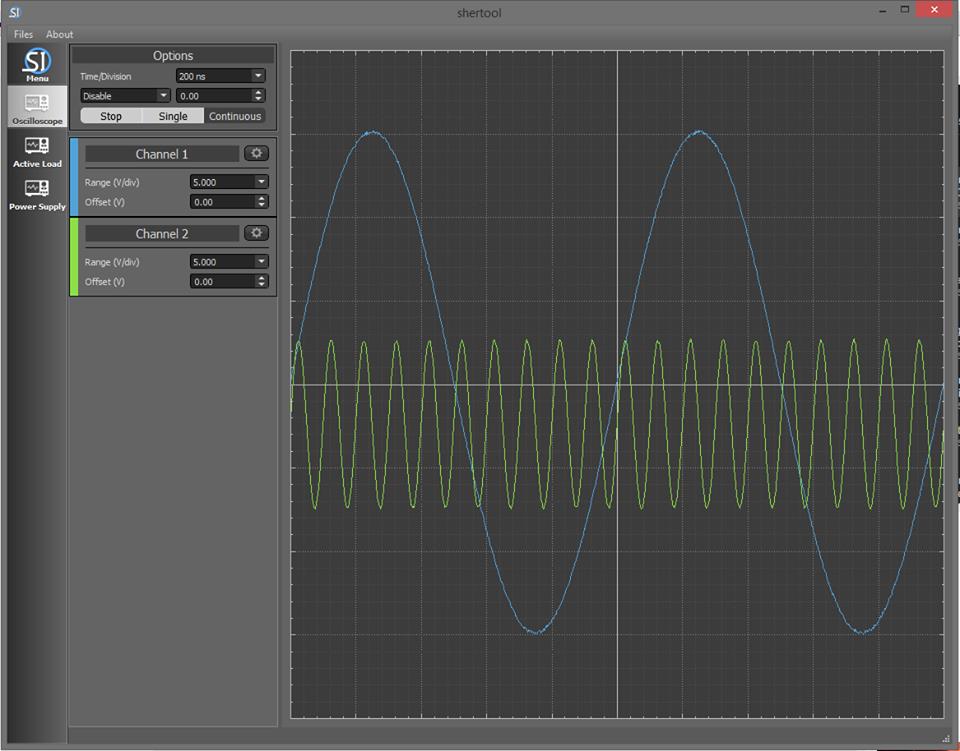 SI
shertool
Files About
SI
Menu
Oscilloscope
Active Load
Power Supply
Options
Time/Division 200 ns
Disable 0.00
Stop Single Continuous
Channel 1
Range (V/div) 5.000
Offset (V) 0.00
Channel 2
Range (V/div) 5.000
Offset (V) 0.00